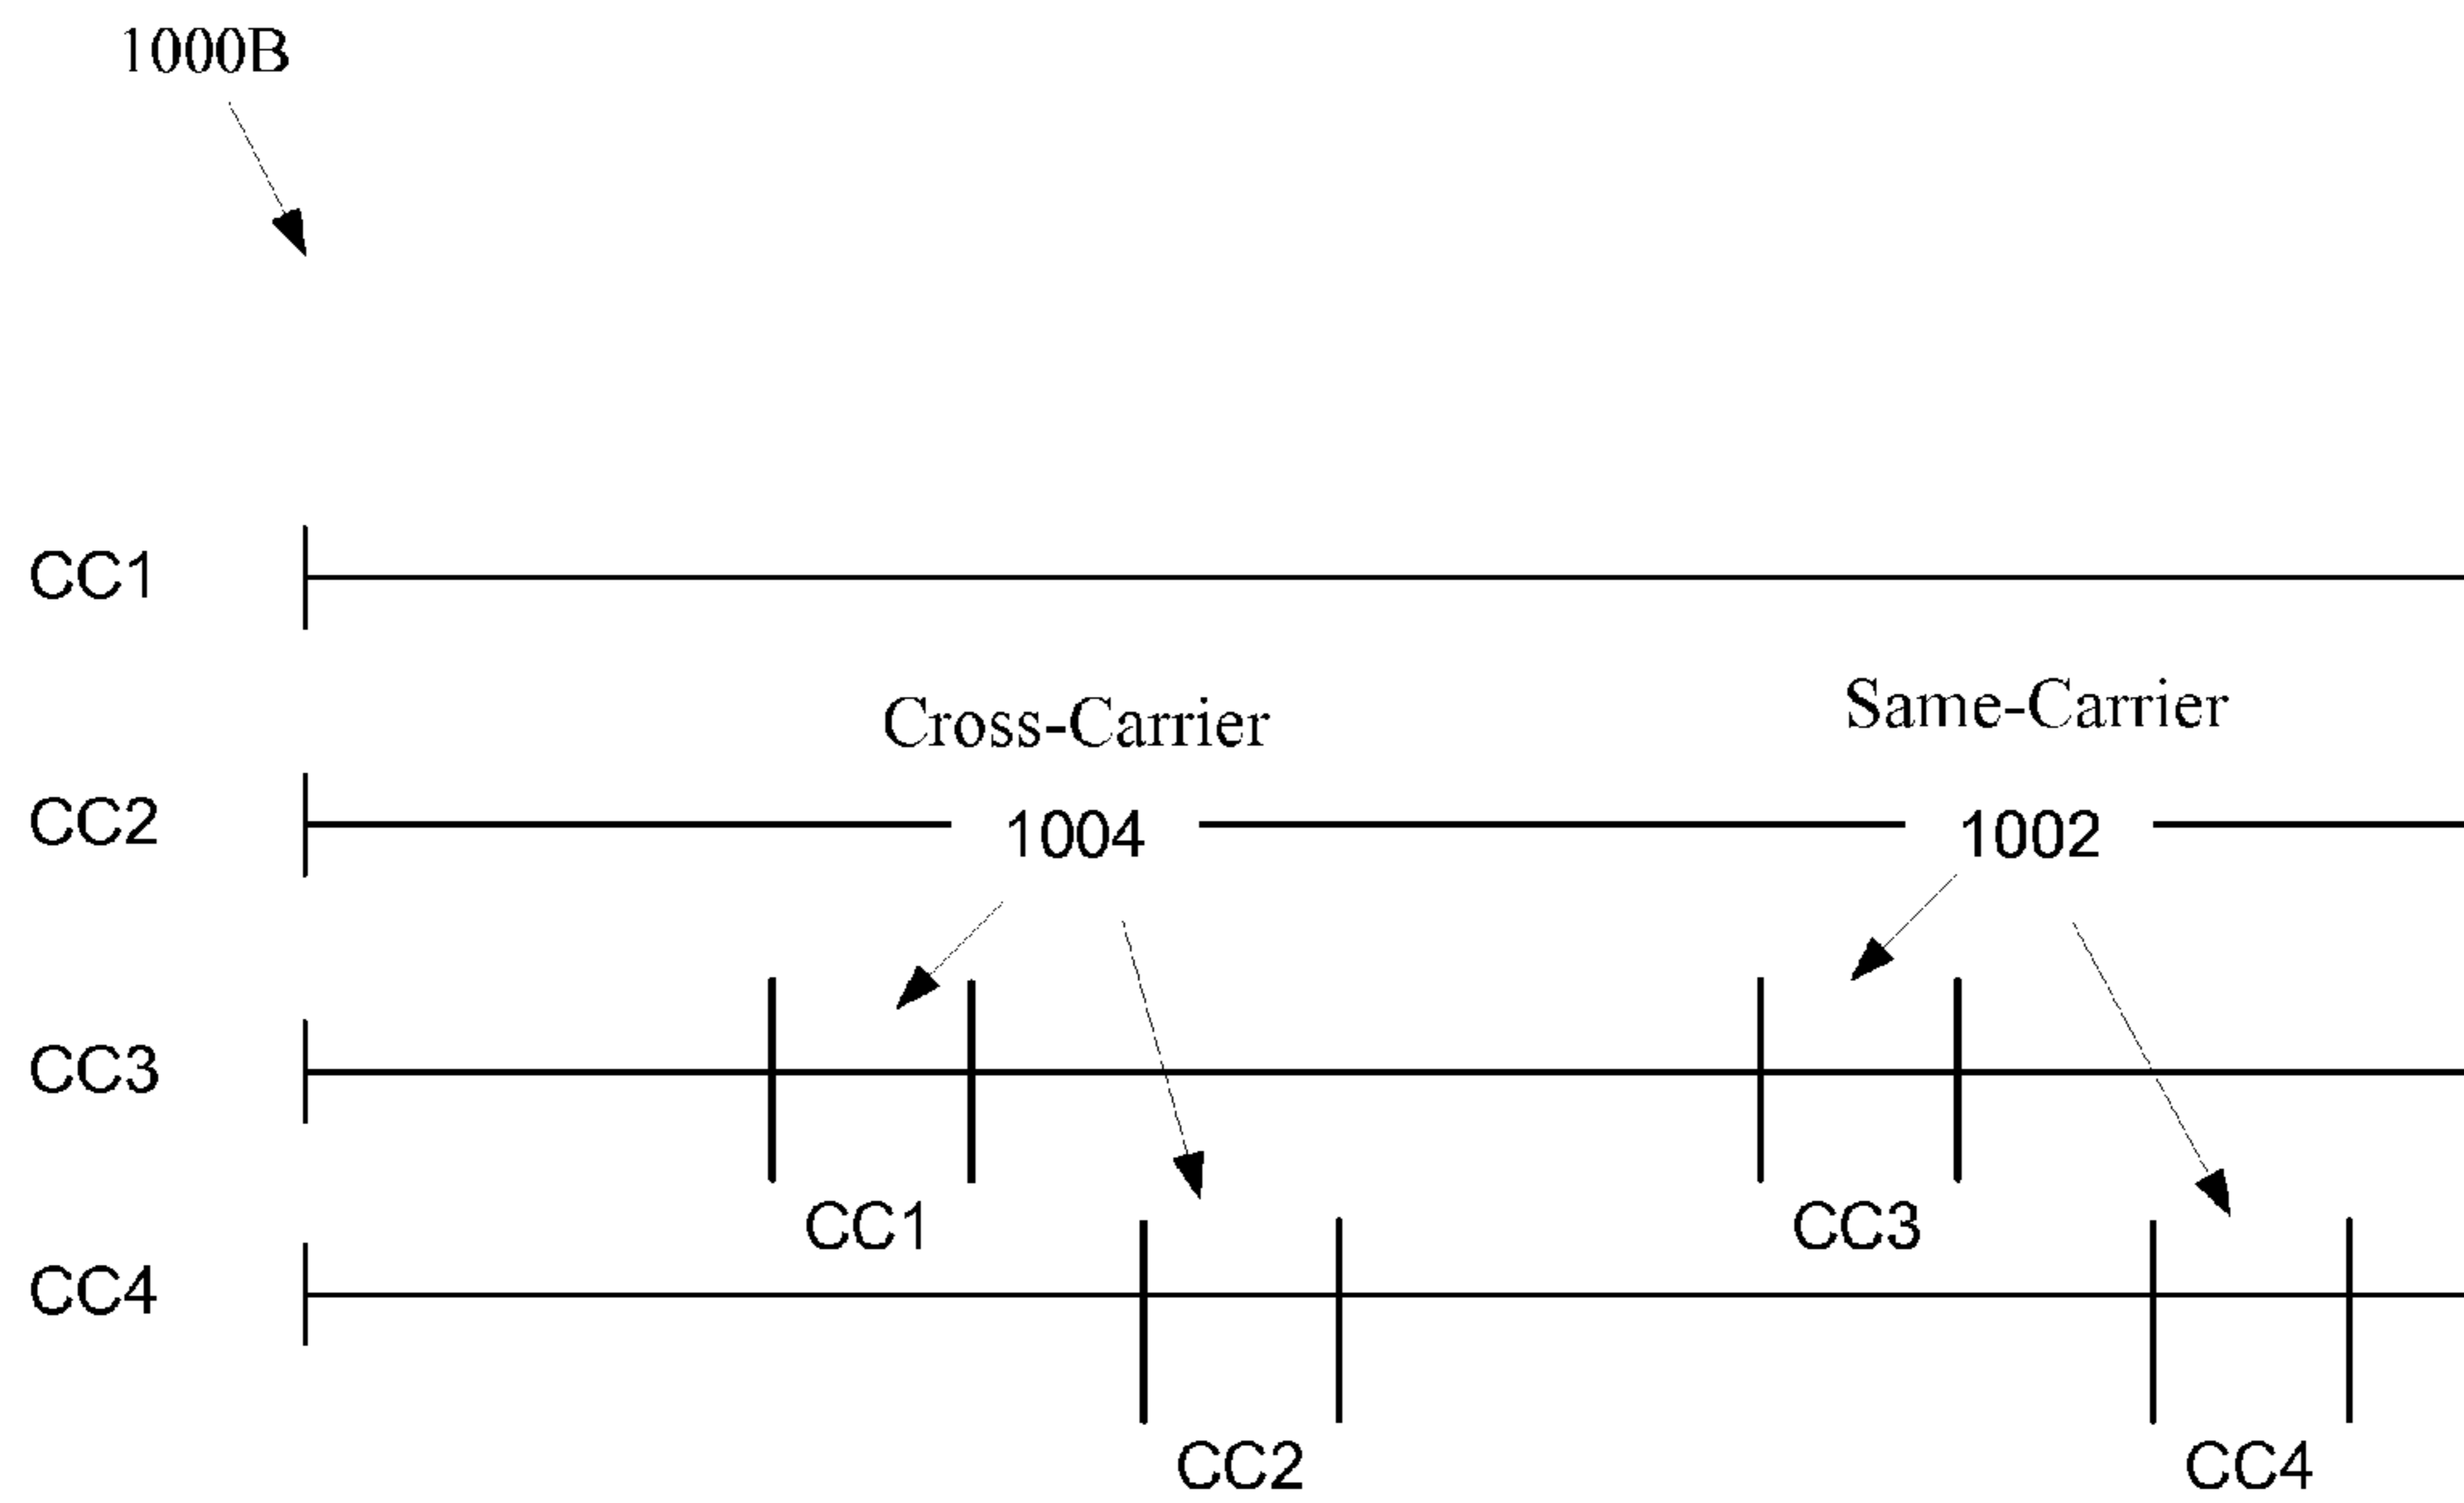 1000B
CC1
Cross-Carrier
Same-Carrier
CC2
1004
1002
CC3
CC1
CC3
CC4
CC2
CC4